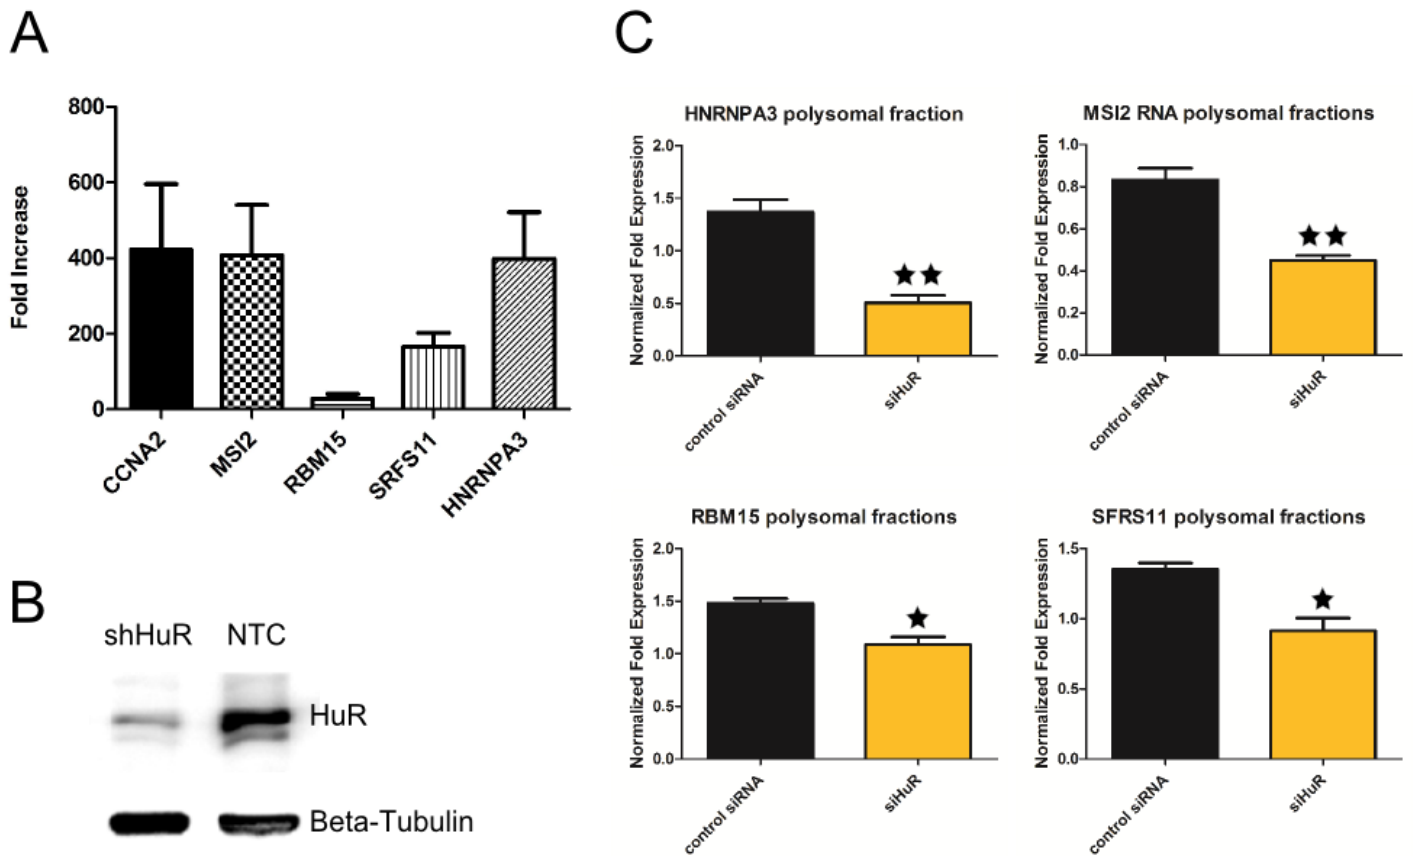 A
800
600
400
200
0
Fold Increase
CCNA2
MSI2
RBM15
SRFS11
HNRNPA3
B
shHuR NTC
HuR
Beta-Tubulin
C
HNRNPA3 polysomal fraction
Normalized Fold Expression
2.0
1.5
1.0
0.5
0.0
control siRNA
siHuR
MSI2 RNA polysomal fractions
Normalized Fold Expression
1.0
0.8
0.6
0.4
0.2
0.0
control siRNA
siHuR
RBM15 polysomal fractions
Normalized Fold Expression
2.0
1.5
1.0
0.5
0.0
control siRNA
siHuR
SFRS11 polysomal fractions
Normalized Fold Expression
1.5
1.0
0.5
0.0
control siRNA
siHuR